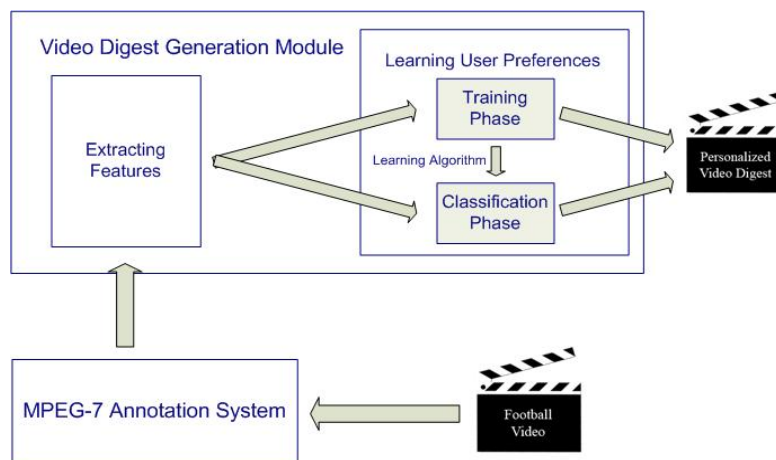 Video Digest Generation Module
Learning User Preferences
Extracting
Features
Training
Phase
Learning Algorithm
Classification
Phase
Personalized
Video Digest
MPEG-7 Annotation System
Football
Video